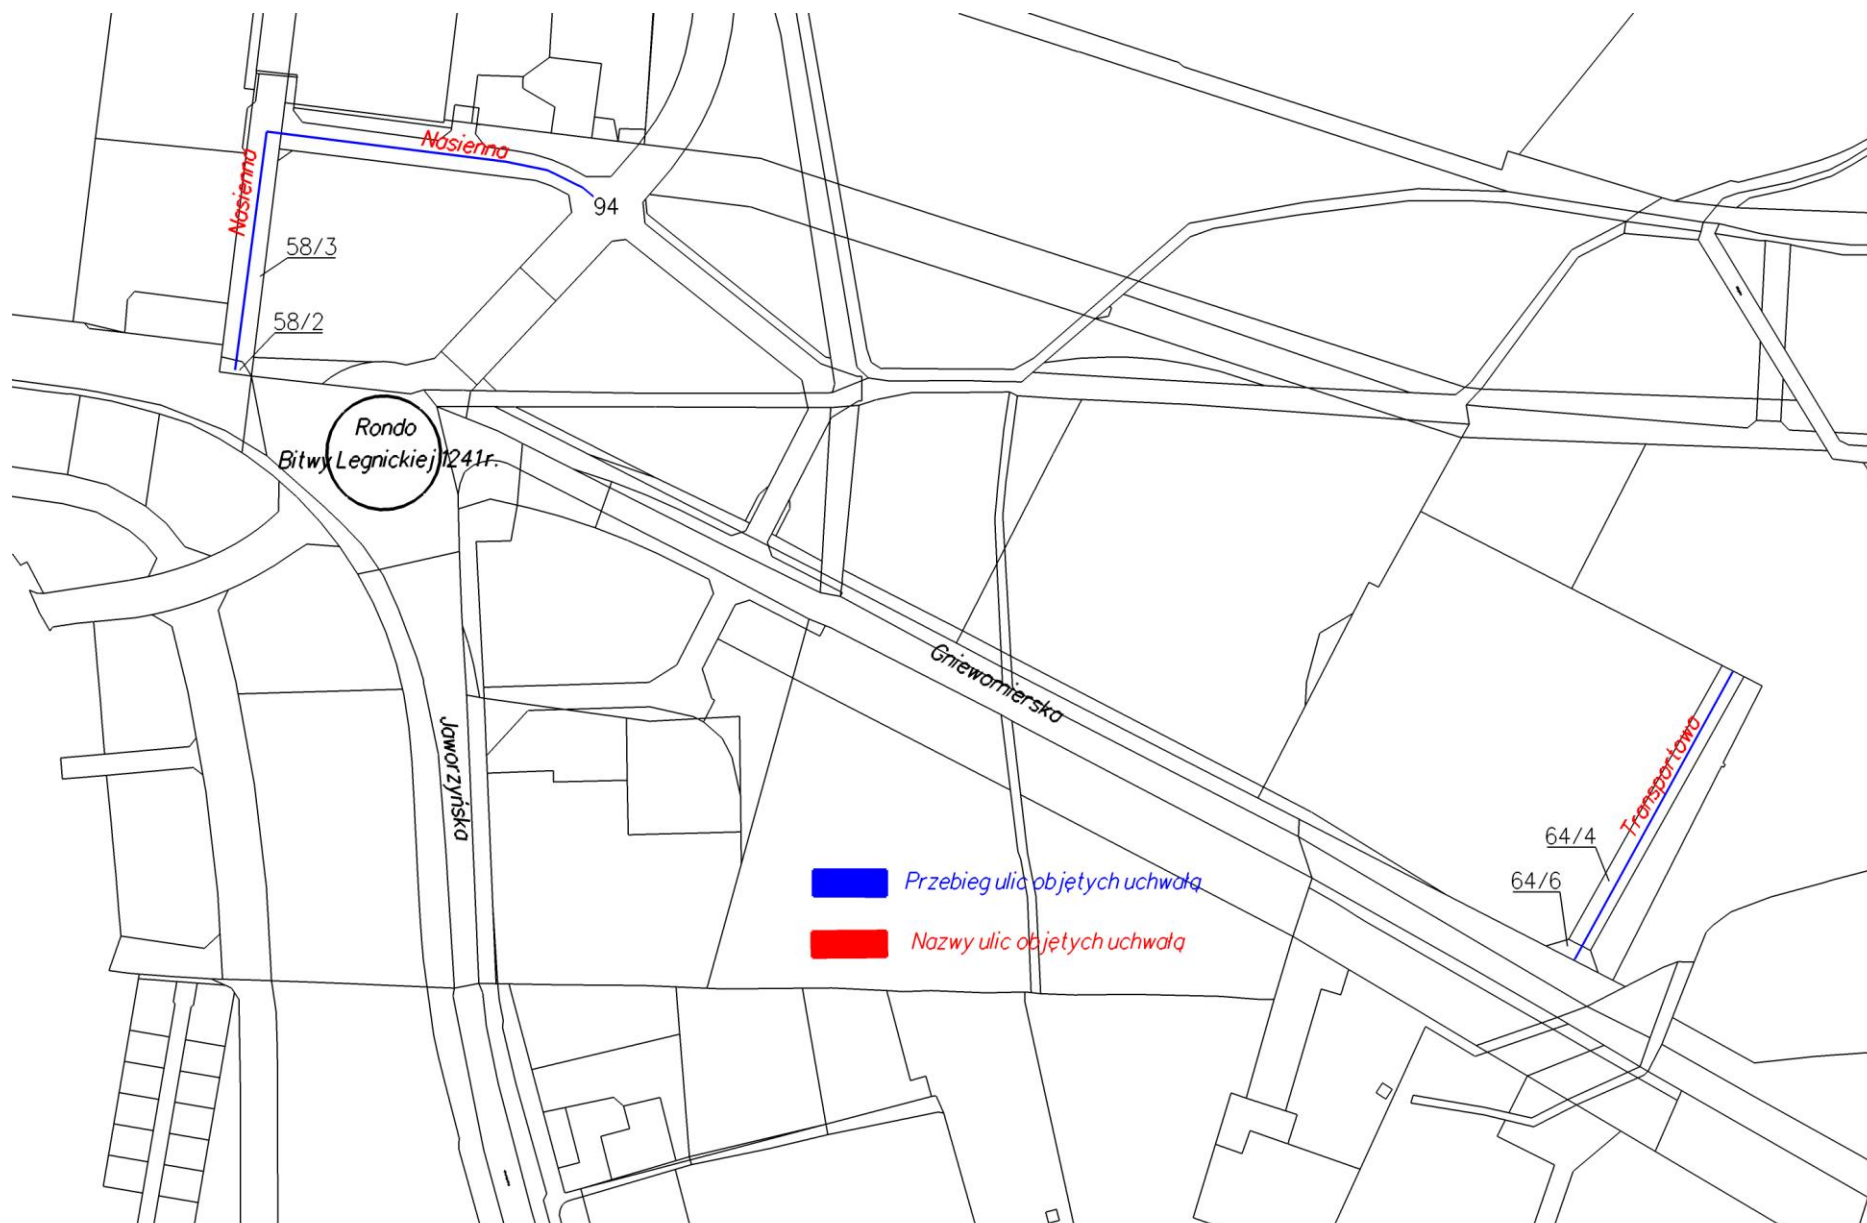 Nasienna
Nasienna
94
58/3
58/2
Rondo
Bitwy Legnickiej 1241r.
Gniewomierska
Jaworzyńska
Transportowa
64/4
64/6
Przebieg ulic objętych uchwałą
Nazwy ulic objętych uchwałą